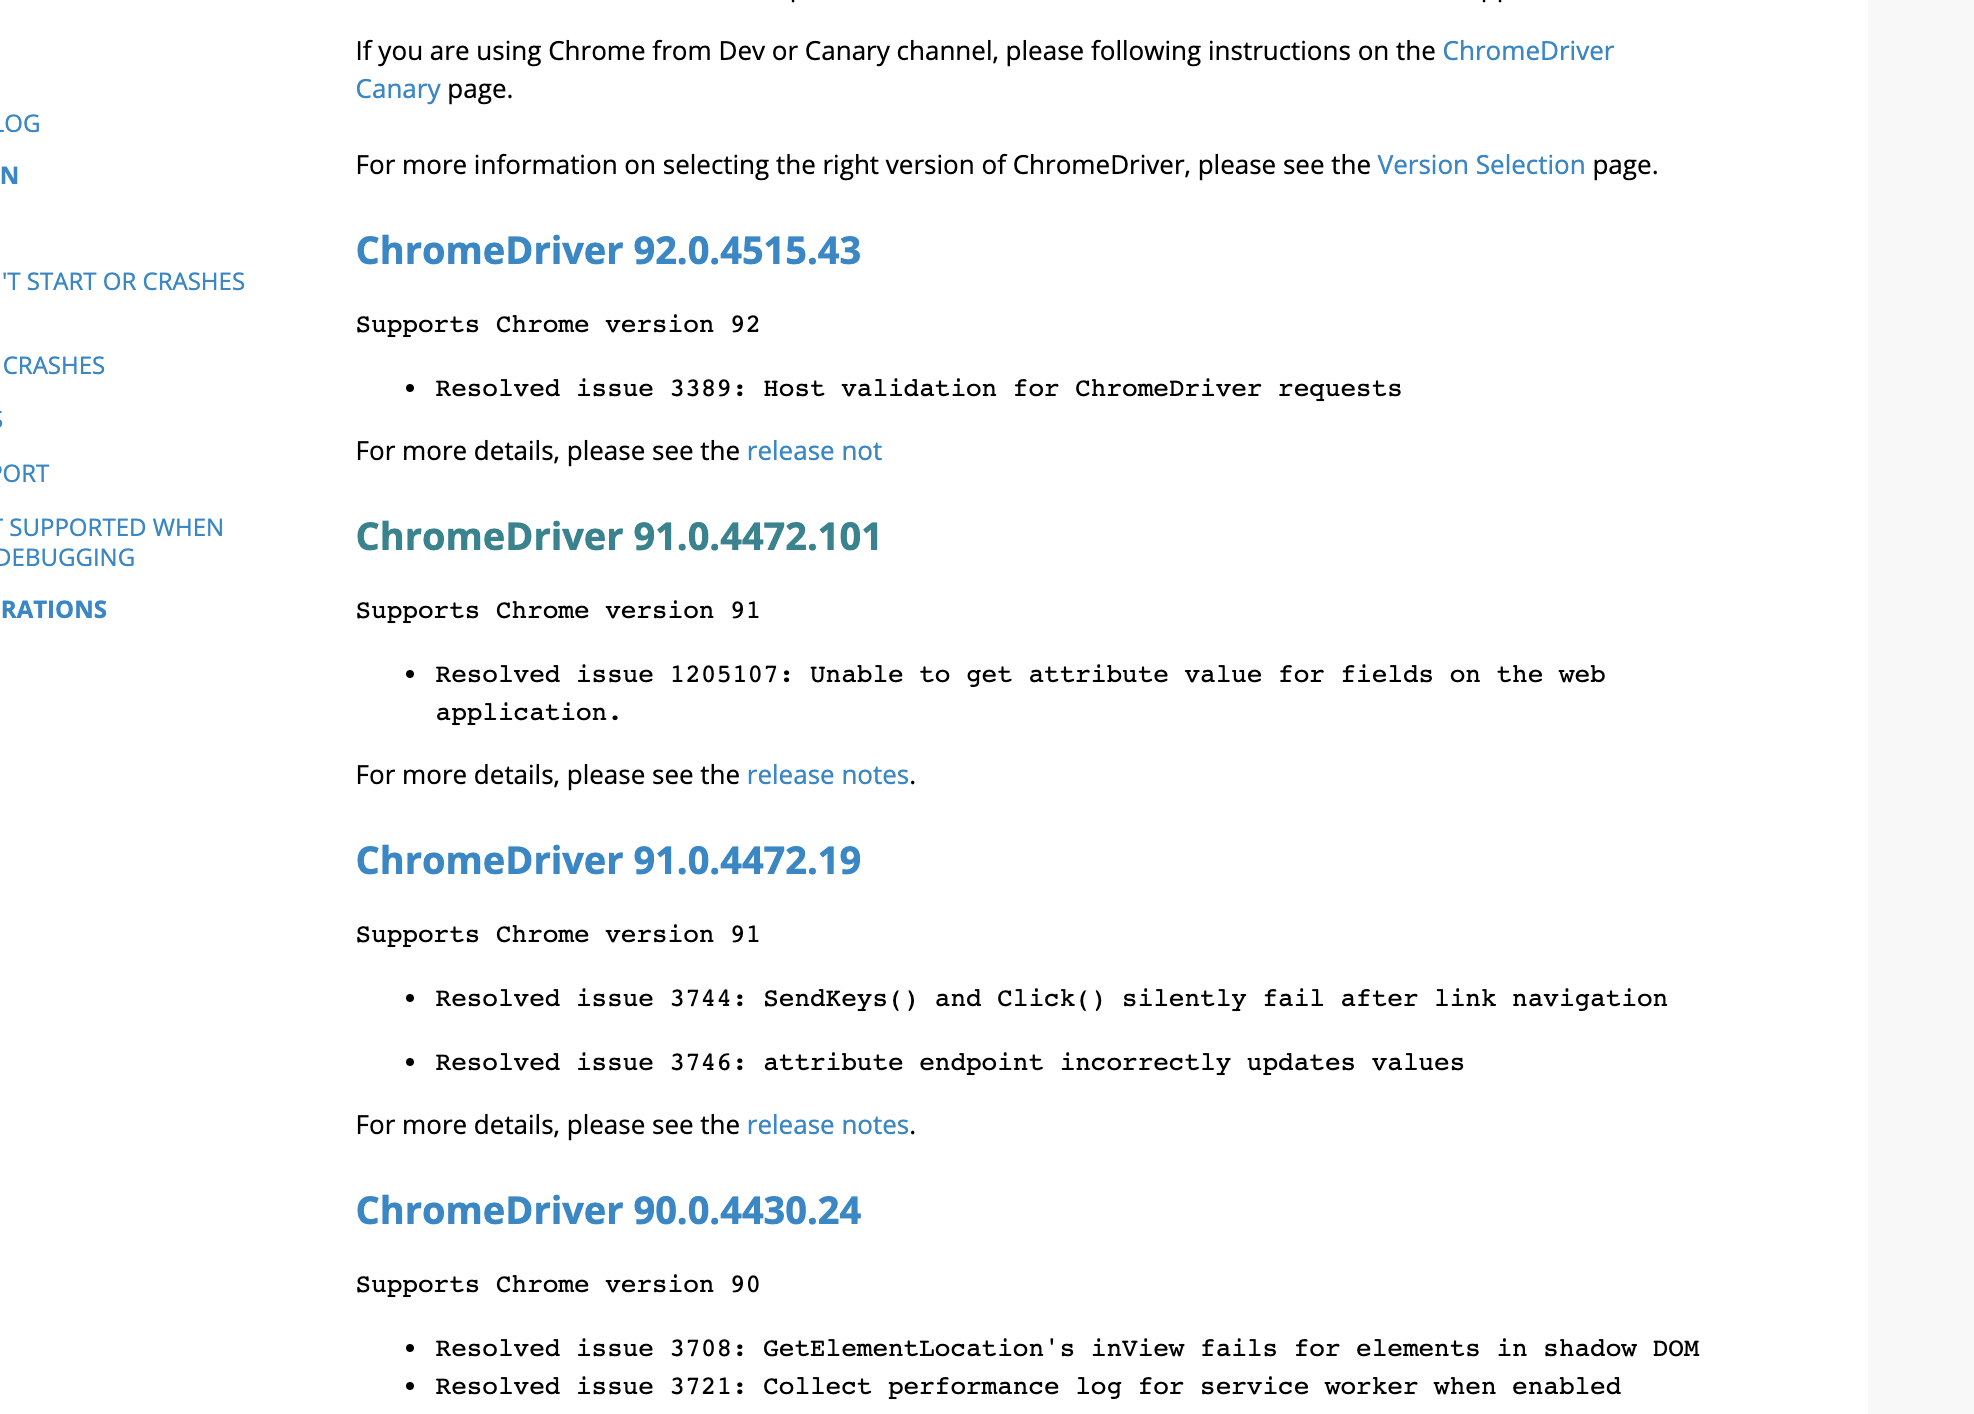 If you are using Chrome from Dev or Canary channel, please following instructions on the ChromeDriver
Canary page.
For more information on selecting the right version of ChromeDriver, please see the Version Selection page.
LOG
N
'T START OR CRASHES
CRASHES
S
PORT
T SUPPORTED WHEN
DEBUGGING
RATIONS
ChromeDriver 92.0.4515.43
Supports Chrome version 92
• Resolved issue 3389: Host validation for ChromeDriver requests
For more details, please see the release not
ChromeDriver 91.0.4472.101
Supports Chrome version 91
• Resolved issue 1205107: Unable to get attribute value for fields on the web
application.
For more details, please see the release notes.
ChromeDriver 91.0.4472.19
Supports Chrome version 91
• Resolved issue 3744: SendKeys() and Click() silently fail after link navigation
• Resolved issue 3746: attribute endpoint incorrectly updates values
For more details, please see the release notes.
ChromeDriver 90.0.4430.24
Supports Chrome version 90
• Resolved issue 3708: GetElementLocation's inView fails for elements in shadow DOM
• Resolved issue 3721: Collect performance log for service worker when enabled